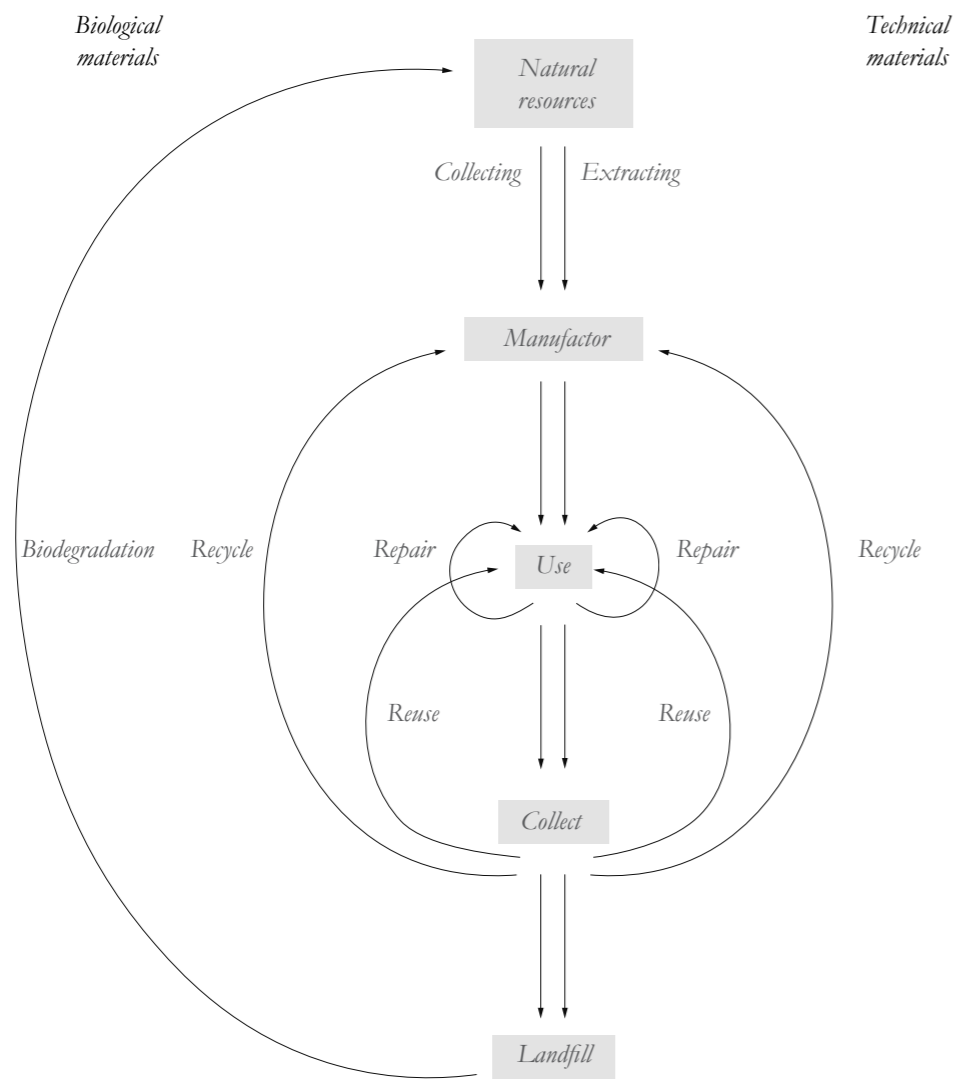 Biological
materials
Technical
materials
Natural
resources
Collecting
Extracting
Manufactor
Biodegradation
Recycle
Repair
Use
Repair
Recycle
Reuse
Reuse
Collect
Landfill